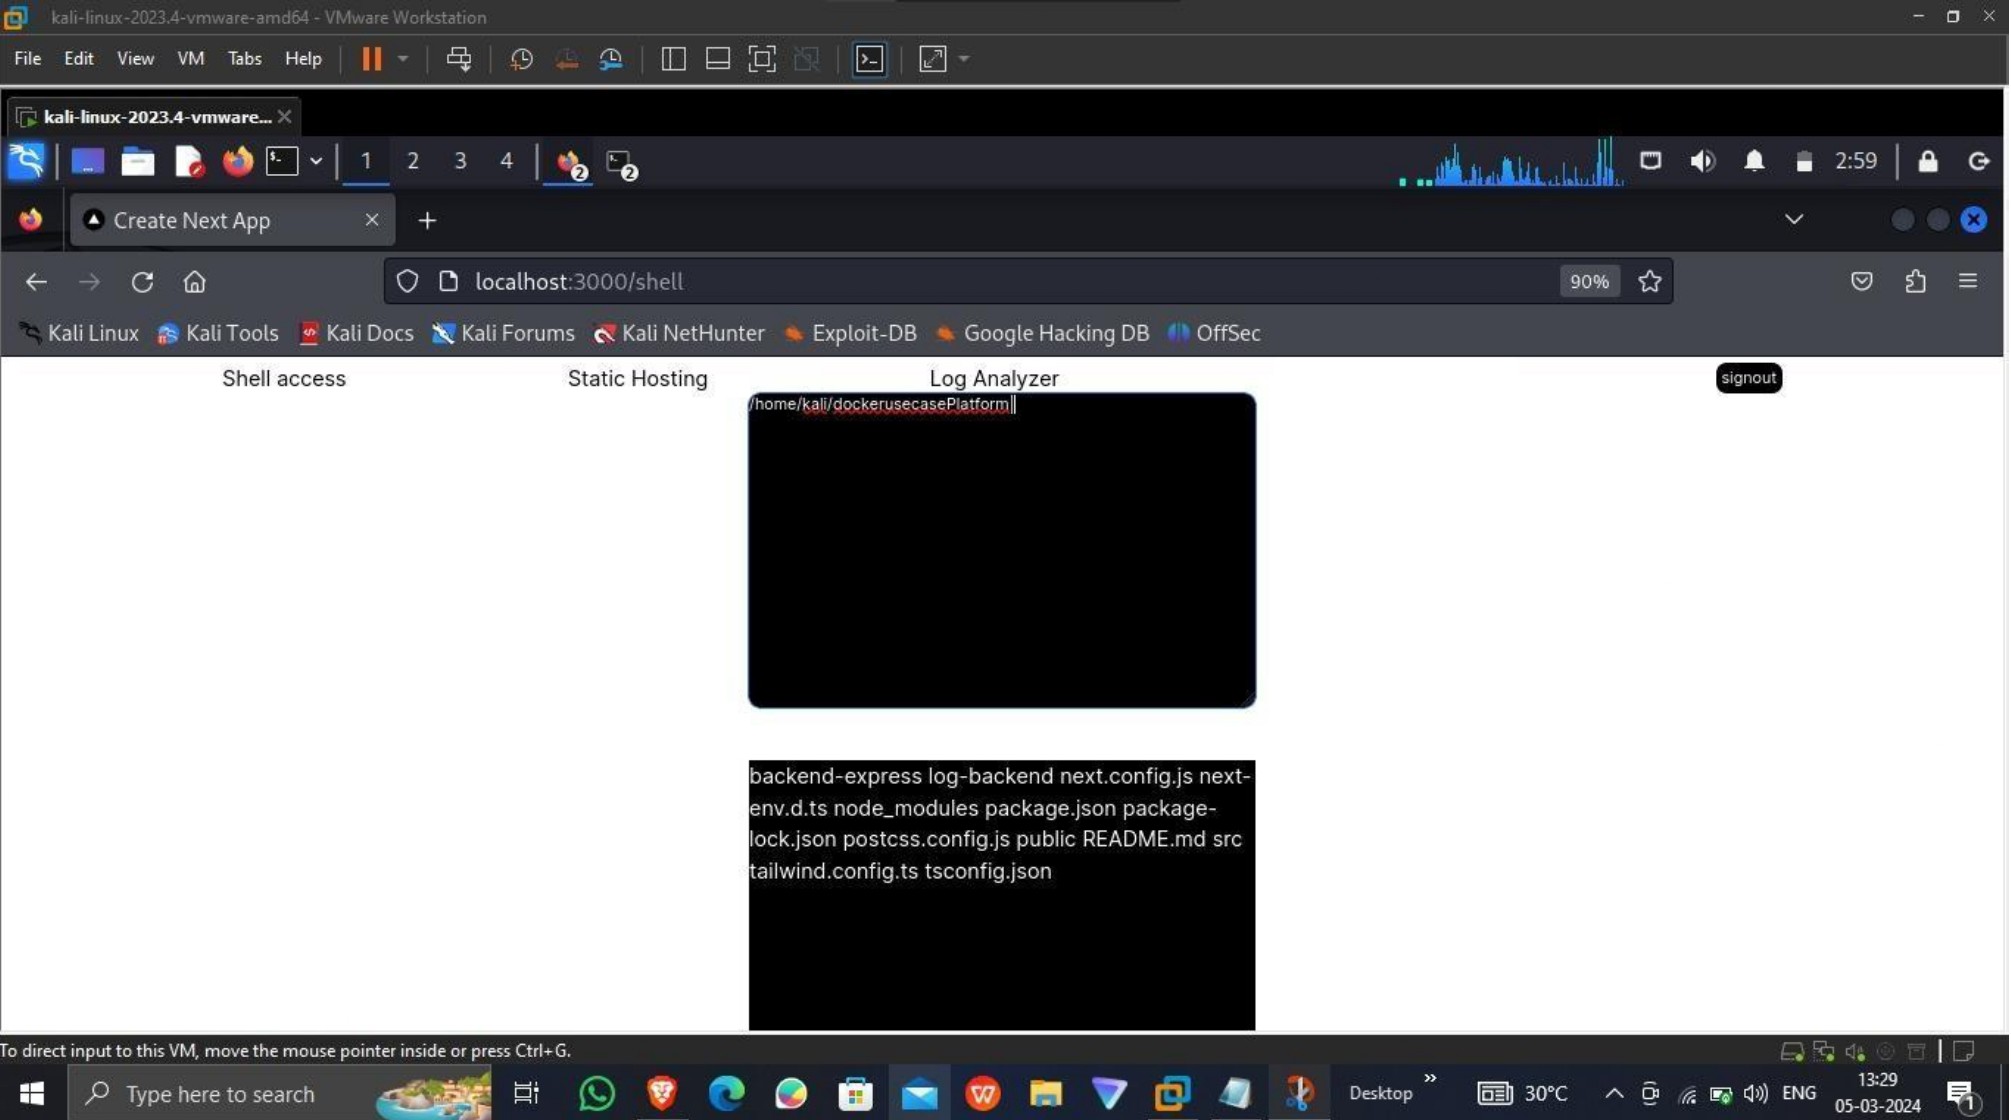 kali-linux-2023.4-vmware-amd64 - VMware Workstation
File Edit View VM Tabs Help
kali-linux-2023.4-vmware...
1 2 3 4 2 2 2:59
Create Next App
localhost:3000/shell 90%
Kali Linux Kali Tools Kali Docs Kali Forums Kali NetHunter Exploit-DB Google Hacking DB OffSec
Shell access Static Hosting Log Analyzer signout
/home/kali/dockerusecasePlatform
backend-express log-backend next.config.js next-
env.d.ts node_modules package.json package-
lock.json postcss.config.js public README.md src
tailwind.config.ts tsconfig.json
To direct input to this VM, move the mouse pointer inside or press Ctrl+G.
Type here to search Desktop 30°C ENG 13:29
05-03-2024 1